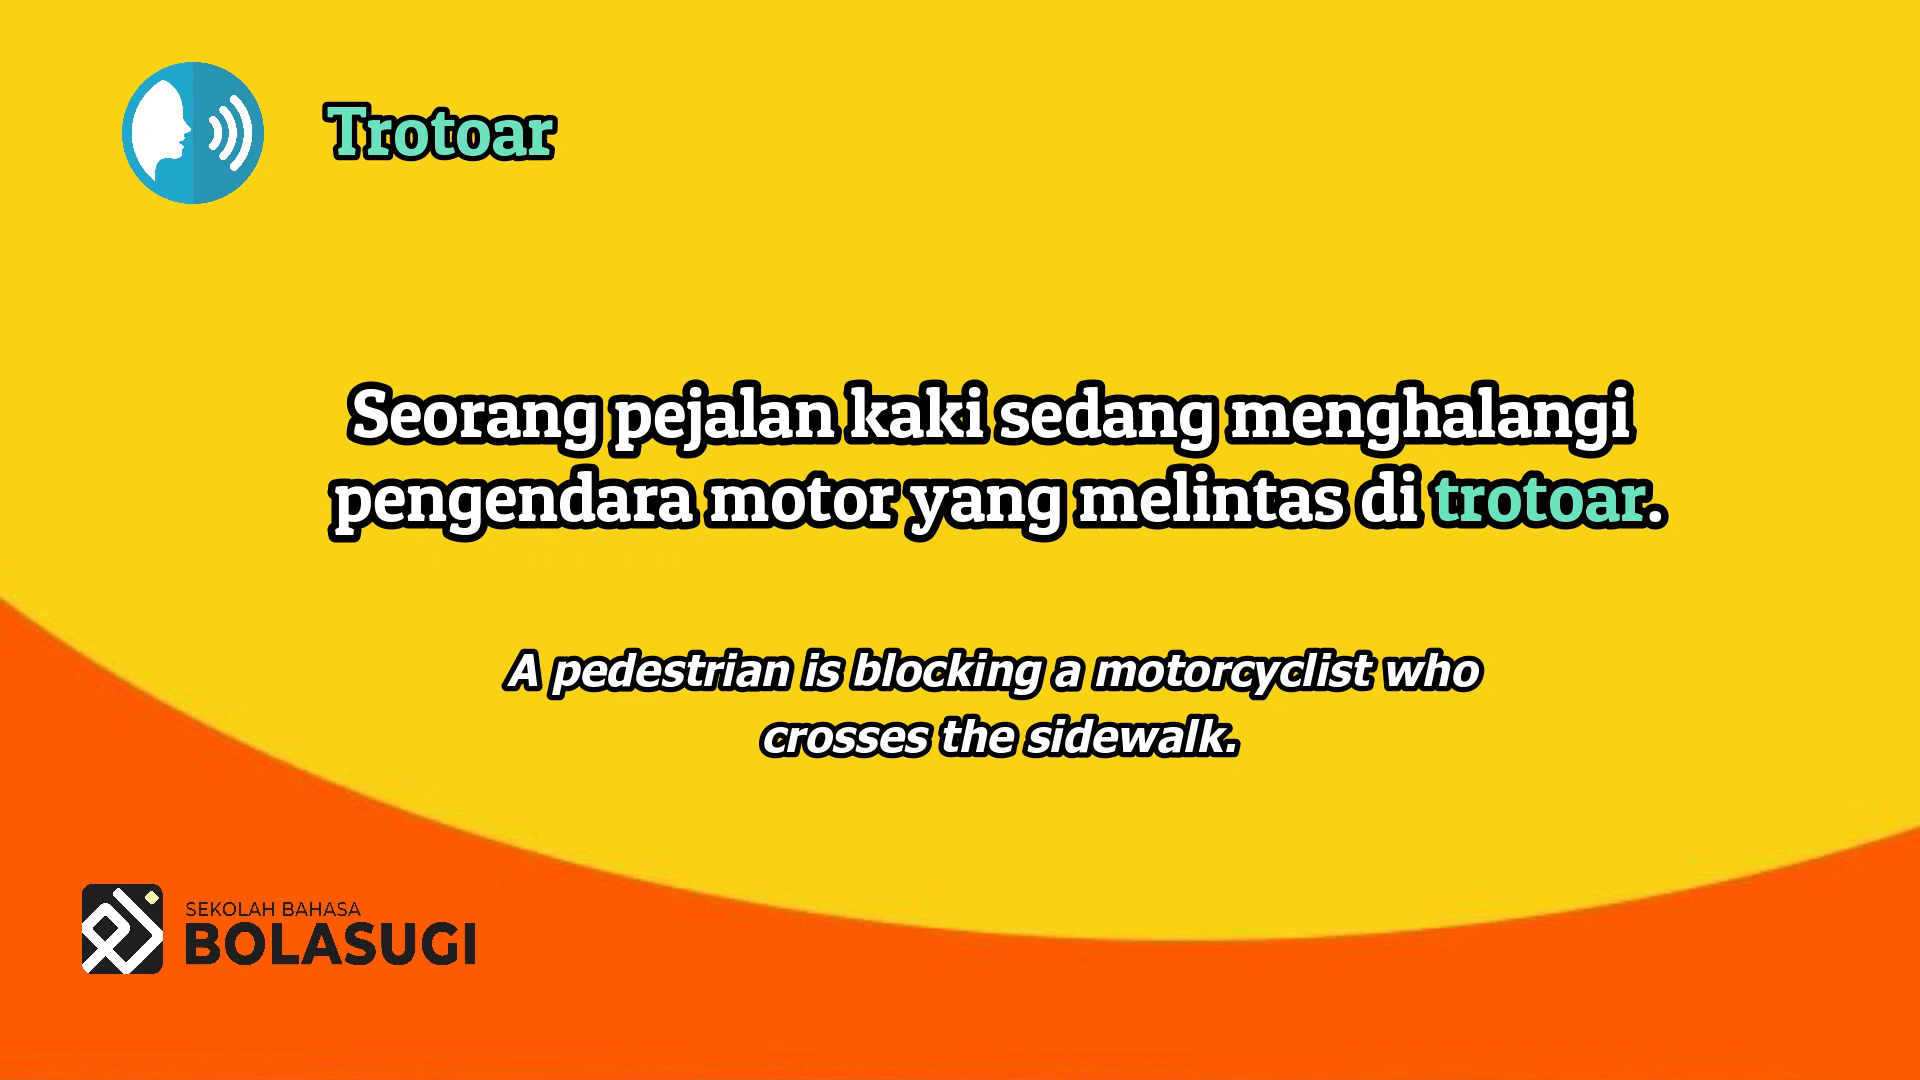 Trotoar
Seorang pejalan kaki sedang menghalangi
pengendara motor yang melintas di trotoar.
A pedestrian is blocking a motorcyclist who
crosses the sidewalk.
SEKOLAH BAHASA
BOLASUGI